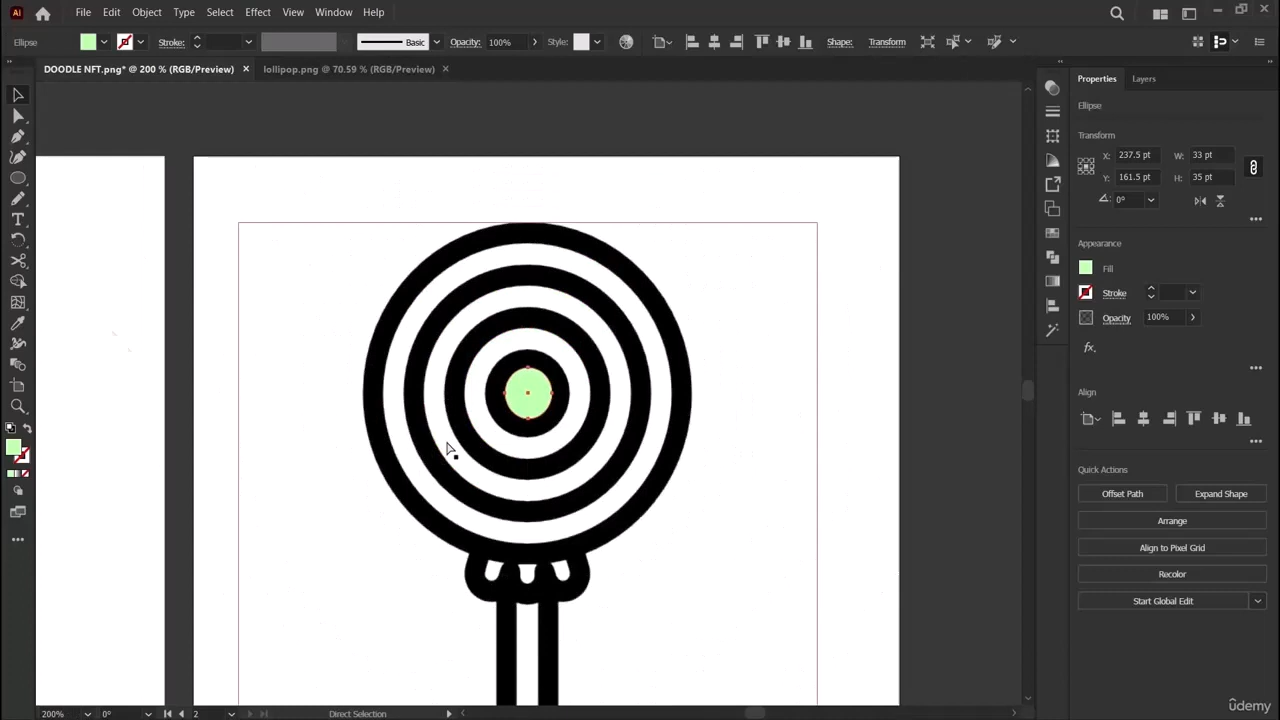 Ai File Edit Object Type Select Effect View Window Help
Ellipse Stroke: Basic Opacity: 100% Style: Shape: Transform
DOODLE NFT.png* @ 200 % (RGB/Preview) × lollipop.png @ 70.59 % (RGB/Preview) ×
Properties Layers
Ellipse
Transform
X: 237.5 pt W: 33 pt
Y: 161.5 pt H: 35 pt
0°
Appearance
Fill
Stroke
Opacity 100%
fx.
Align
Quick Actions
Offset Path Expand Shape
Arrange
Align to Pixel Grid
Recolor
Start Global Edit
200% 0° 2 Direct Selection
udemy